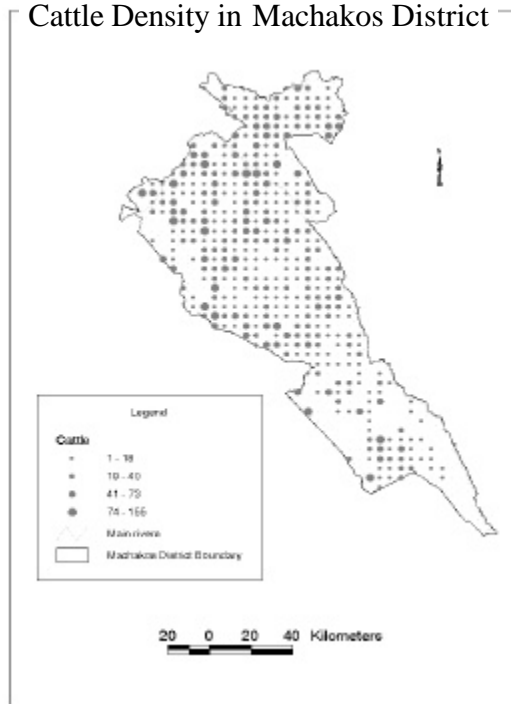 Cattle Density in Machakos District
Legend
Cattle
1 - 18
19 - 40
41 - 73
74 - 155
Main rivers
Machakos District Boundary
20 0 20 40 Kilometers